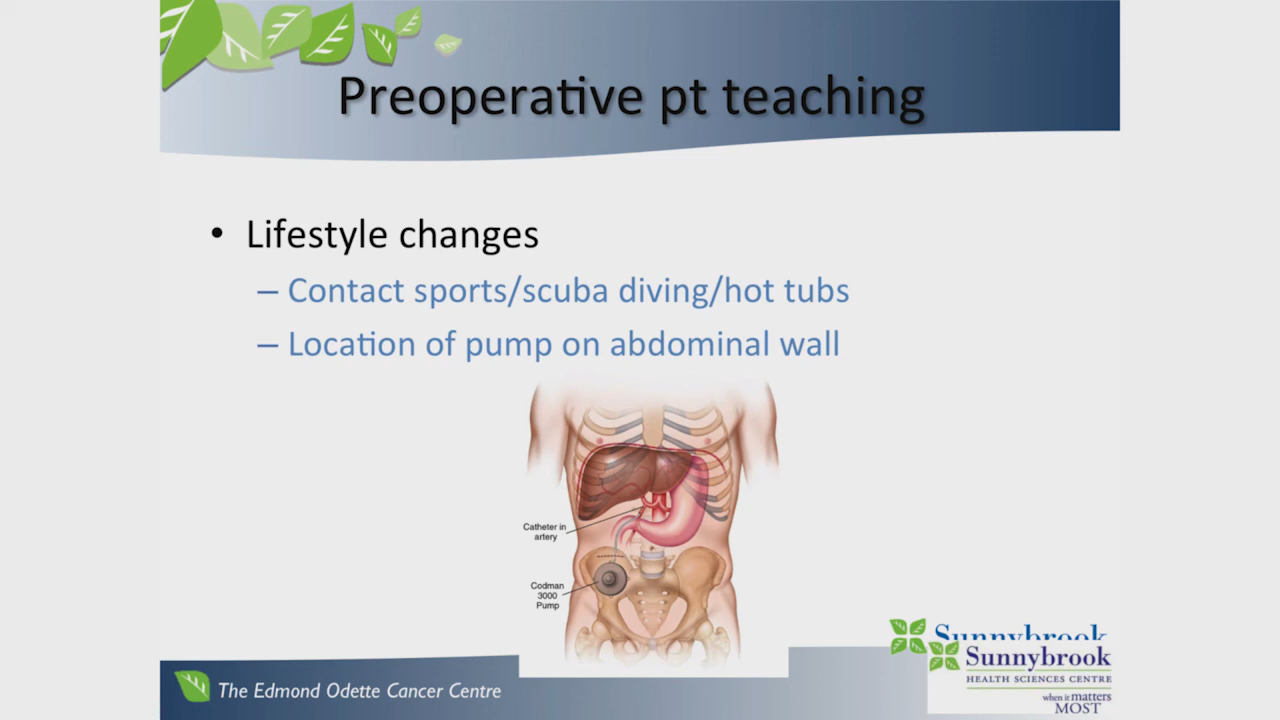 Preoperative pt teaching
• Lifestyle changes
– Contact sports/scuba diving/hot tubs
– Location of pump on abdominal wall
Catheter in
artery
Codman
3000
Pump
The Edmond Odette Cancer Centre
Sunnybrook
Sunnybrook
HEALTH SCIENCES CENTRE
when it matters
MOST